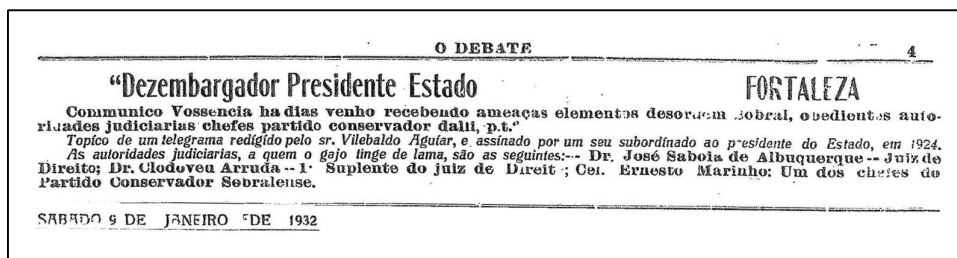 O DEBATE 4
“Dezembargador Presidente Estado FORTALEZA
Communico Vossencia ha dias venho recebendo ameaças elementos desordem Sobral, obedientes auto-
ridades judiciarias chefes partido conservador dalli, p.t.“
Topico de um telegrama redigido pelo sr. Vilebaldo Aguiar, e assinado por um seu subordinado ao presidente do Estado, em 1924.
As autoridades judiciarias, a quem o gajo tinge de lama, são as seguintes:-- Dr. José Saboia de Albuquerque -- Juiz de
Direito; Dr. Clodoveu Arruda -- 1· Suplente do juiz de Direit ; Cel. Ernesto Marinho: Um dos chefes do
Partido Conservador Sobralense.
SABADO 9 DE JANEIRO DE 1932